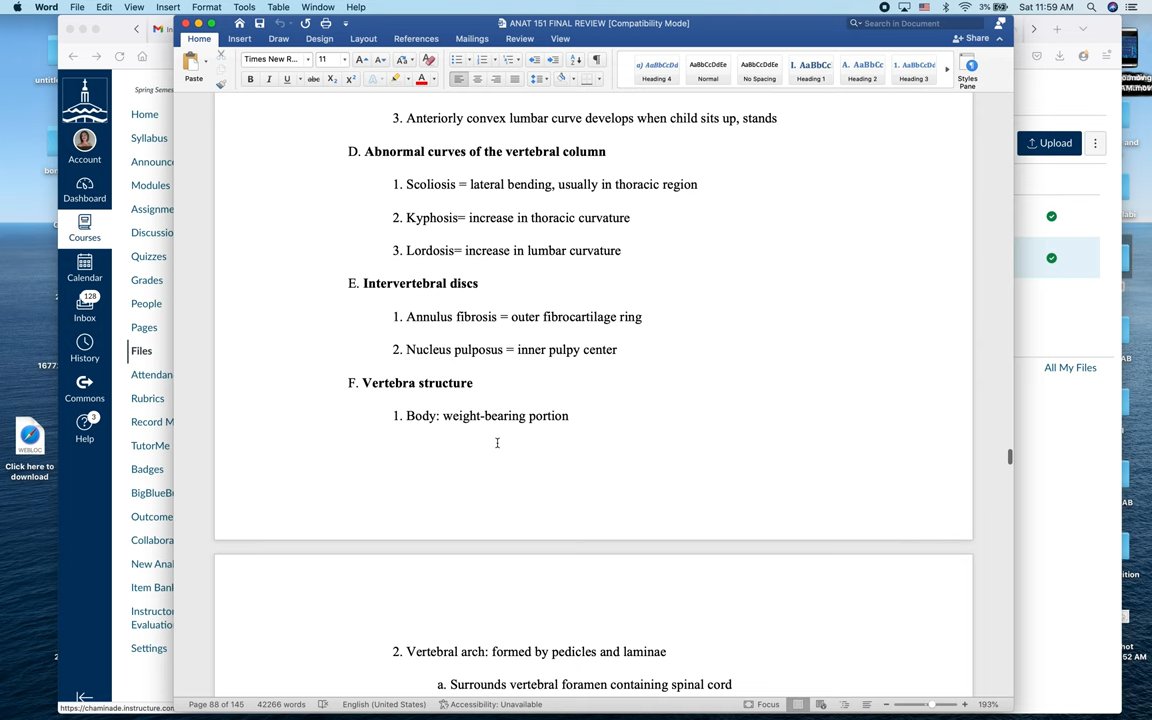 Word File Edit View Insert Format Tools Table Window Help
3% Sat 11:59 AM
ANAT 151 FINAL REVIEW [Compatibility Mode]
Search in Document
Home Insert Draw Design Layout References Mailings Review View
Share
Paste
Times New R... 11
AaBbCcDd AaBbCcDdEe AaBbCcDdEe I. AaBbCc A. AaBbCc 1. AaBbCcDc
Heading 4 Normal No Spacing Heading 1 Heading 2 Heading 3
Styles Pane
Spring Semes
Account
Dashboard
Courses
Calendar
128
Inbox
History
Commons
3
Help
Home
Syllabus
Announc
Modules
Assignme
Discussio
Quizzes
Grades
People
Pages
Files
Attendan
Rubrics
Record M
TutorMe
Badges
BigBlueBu
Outcome
Collabora
New Anal
Item Bank
Instructor
Evaluatio
Settings
3. Anteriorly convex lumbar curve develops when child sits up, stands
D. Abnormal curves of the vertebral column
1. Scoliosis = lateral bending, usually in thoracic region
2. Kyphosis= increase in thoracic curvature
3. Lordosis= increase in lumbar curvature
E. Intervertebral discs
1. Annulus fibrosis = outer fibrocartilage ring
2. Nucleus pulposus = inner pulpy center
F. Vertebra structure
1. Body: weight-bearing portion
2. Vertebral arch: formed by pedicles and laminae
a. Surrounds vertebral foramen containing spinal cord
Upload
All My Files
WEBLOC
Click here to
download
https://chaminade.instructure.com
Page 88 of 145 42266 words English (United States) Accessibility: Unavailable Focus 193%